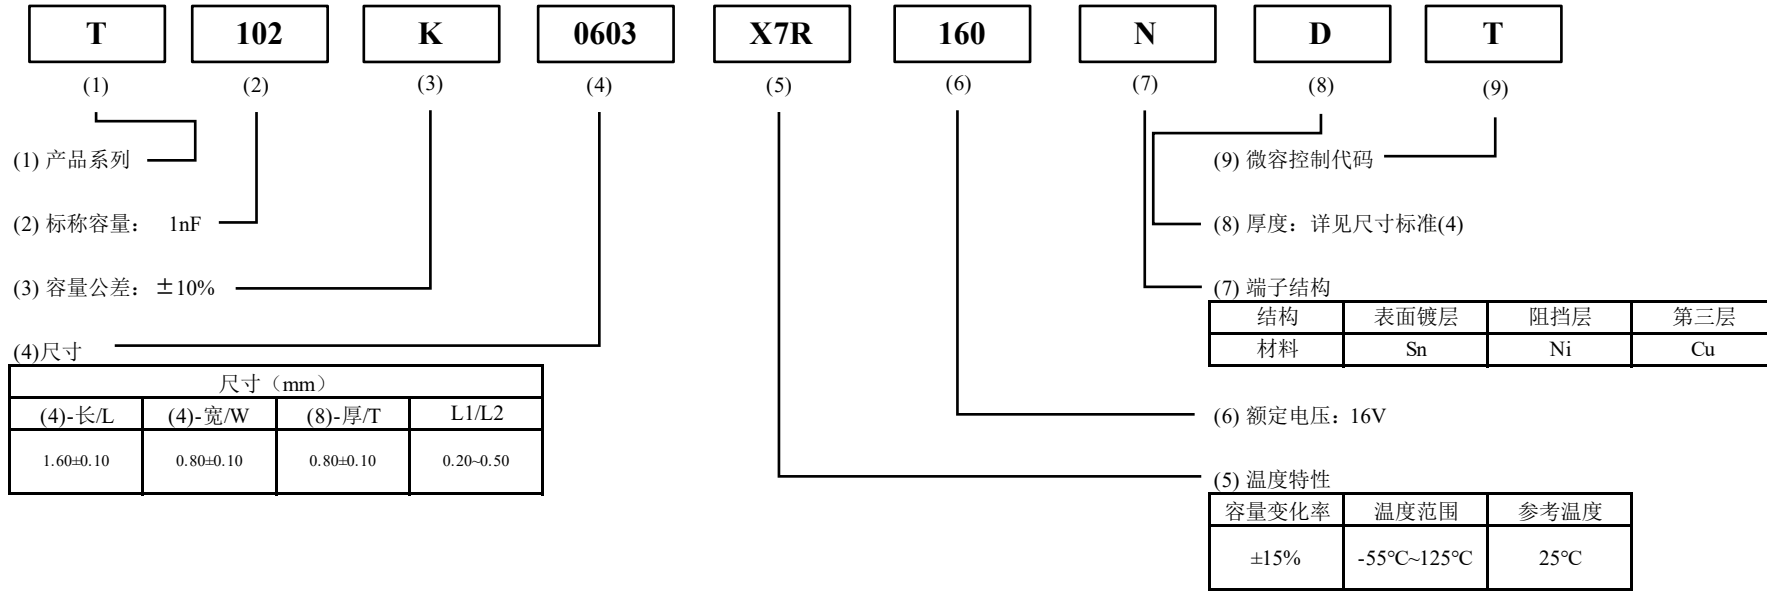 T 102 K 0603 X7R 160 N D T
(1) (2) (3) (4) (5) (6) (7) (8) (9)
(1) 产品系列
(2) 标称容量： 1nF
(3) 容量公差：±10%
(4)尺寸
尺寸（mm）
(4)-长/L (4)-宽/W (8)-厚/T L1/L2
1.60±0.10 0.80±0.10 0.80±0.10 0.20~0.50
(9) 微容控制代码
(8) 厚度：详见尺寸标准(4)
(7) 端子结构
结构 表面镀层 阻挡层 第三层
材料 Sn Ni Cu
(6) 额定电压：16V
(5) 温度特性
容量变化率 温度范围 参考温度
±15% -55℃~125℃ 25℃